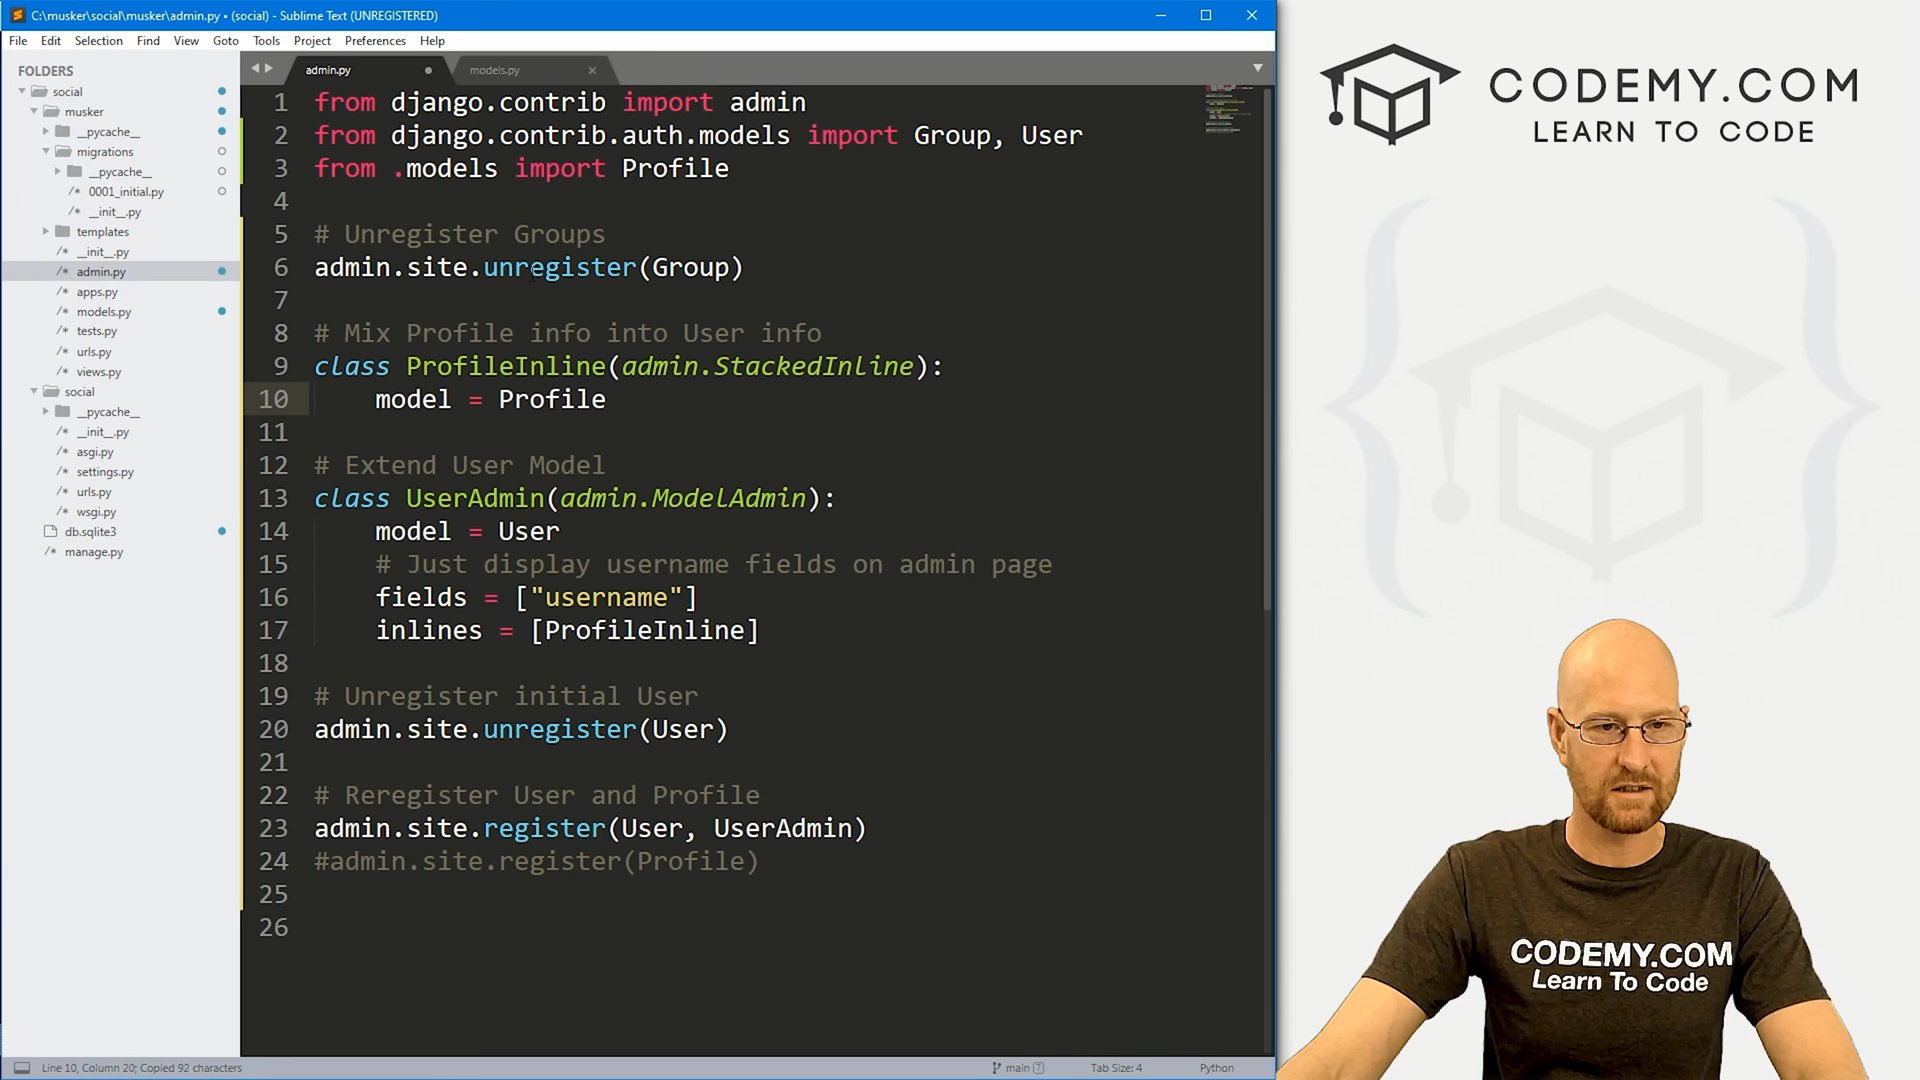 C:\musker\social\musker\admin.py • (social) - Sublime Text (UNREGISTERED)
File Edit Selection Find View Goto Tools Project Preferences Help
FOLDERS
social
musker
__pycache__
migrations
__pycache__
/* 0001_initial.py
/* __init__.py
templates
/* __init__.py
/* admin.py
/* apps.py
/* models.py
/* tests.py
/* urls.py
/* views.py
social
__pycache__
/* __init__.py
/* asgi.py
/* settings.py
/* urls.py
/* wsgi.py
db.sqlite3
/* manage.py
admin.py models.py
1 from django.contrib import admin
2 from django.contrib.auth.models import Group, User
3 from .models import Profile
4
5 # Unregister Groups
6 admin.site.unregister(Group)
7
8 # Mix Profile info into User info
9 class ProfileInline(admin.StackedInline):
10     model = Profile
11
12 # Extend User Model
13 class UserAdmin(admin.ModelAdmin):
14     model = User
15     # Just display username fields on admin page
16     fields = ["username"]
17     inlines = [ProfileInline]
18
19 # Unregister initial User
20 admin.site.unregister(User)
21
22 # Reregister User and Profile
23 admin.site.register(User, UserAdmin)
24 #admin.site.register(Profile)
25
26
Line 10, Column 20; Copied 92 characters
main 7
Tab Size: 4
Python
CODEMY.COM
LEARN TO CODE
CODEMY.COM
Learn To Code